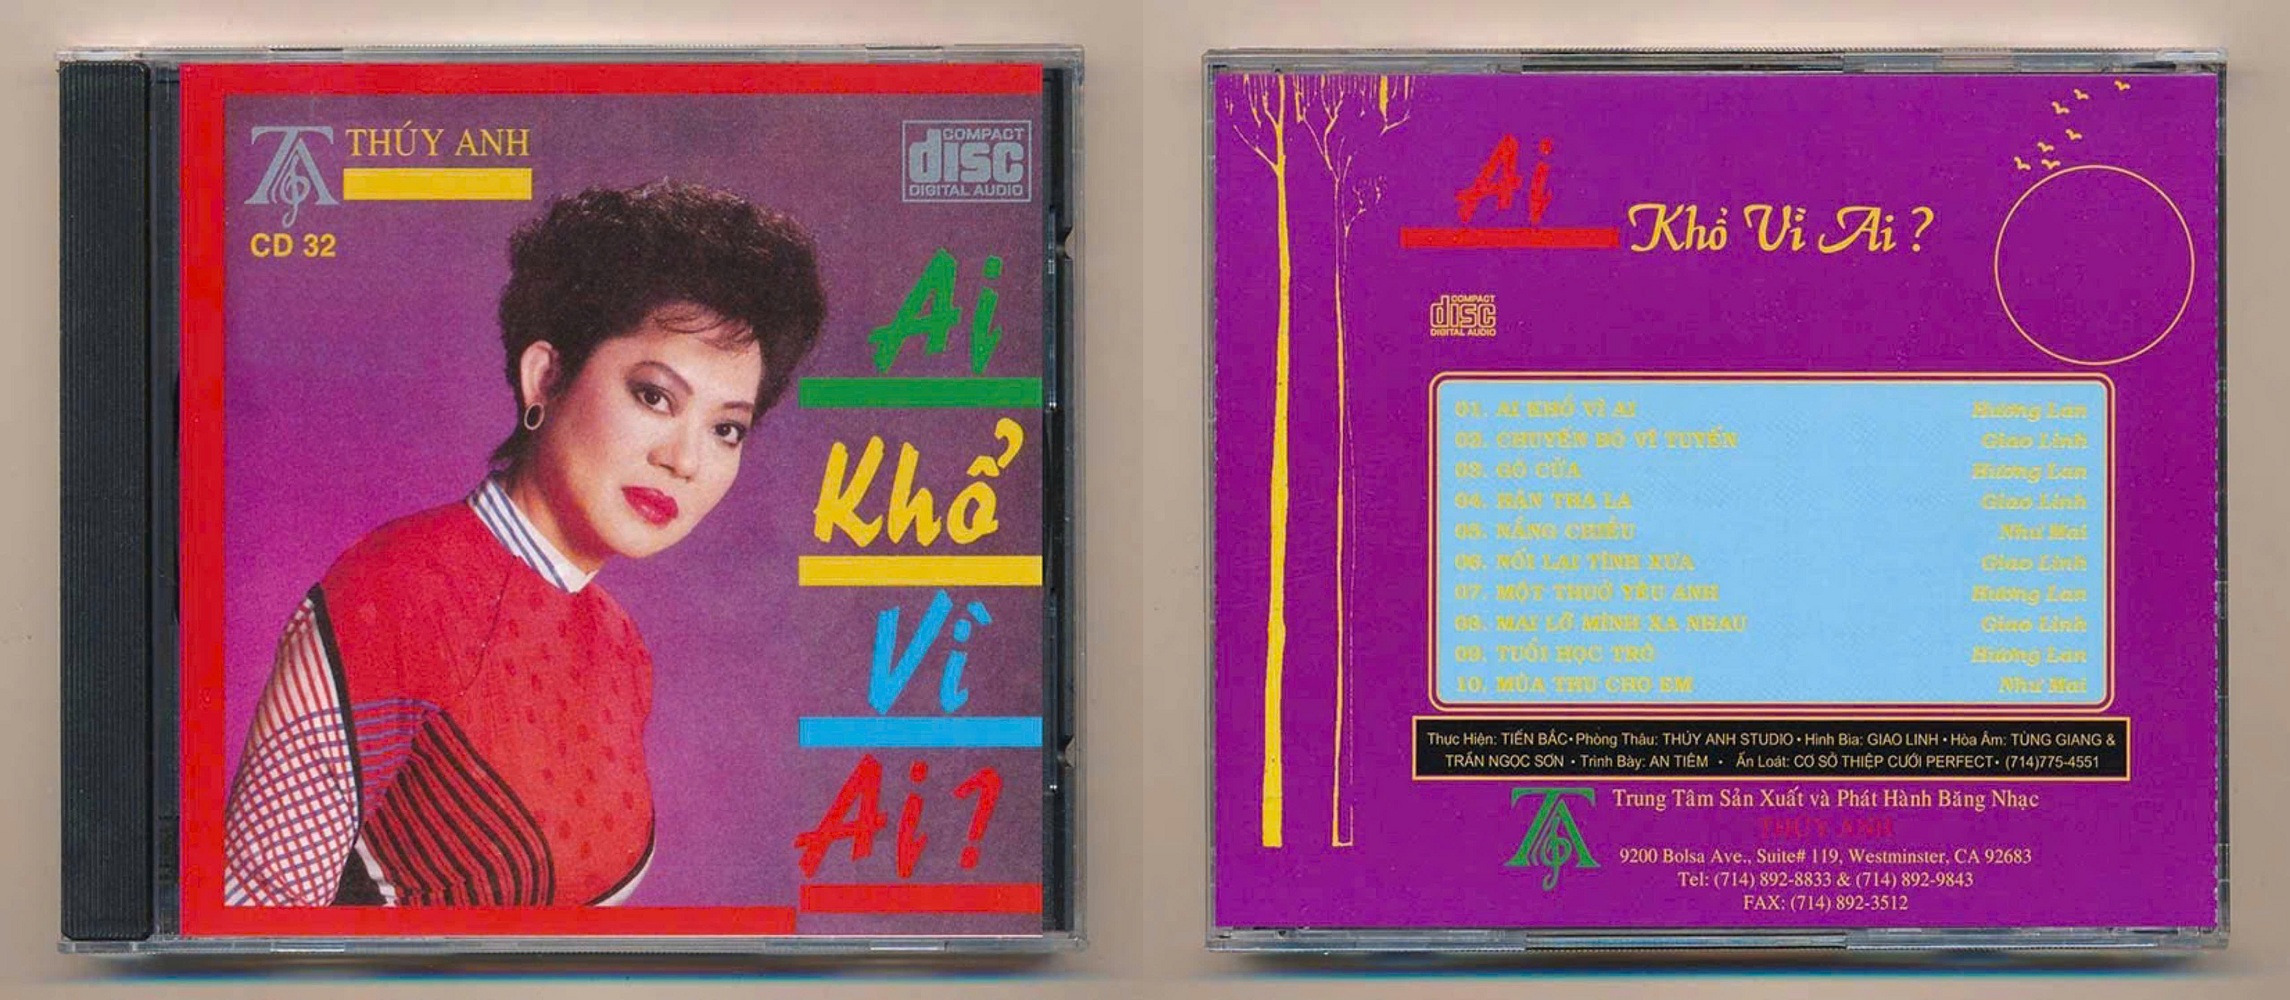 THÚY ANH
COMPACT
disc
DIGITAL AUDIO
CD 32
Ai
Khổ
Vì
Ai?
Ai
Khổ Vì Ai ?
COMPACT
disc
DIGITAL AUDIO
01. AI KHỔ VÌ AI Hương Lan
02. CHUYẾN ĐÒ VĨ TUYẾN Giao Linh
03. GÕ CỬA Hương Lan
04. HẬN THA LA Giao Linh
05. NẮNG CHIỀU Như Mai
06. NỐI LẠI TÌNH XƯA Giao Linh
07. MỘT THUỞ YÊU ANH Hương Lan
08. MAI LỠ MÌNH XA NHAU Giao Linh
09. TUỔI HỌC TRÒ Hương Lan
10. MÙA THU CHO EM Như Mai
Thực Hiện: TIẾN BẮC • Phòng Thâu: THÚY ANH STUDIO • Hình Bìa: GIAO LINH • Hòa Âm: TÙNG GIANG &
TRẦN NGỌC SƠN • Trình Bày: AN TIÊM • Ấn Loát: CƠ SỞ THIỆP CƯỚI PERFECT • (714)775-4551
Trung Tâm Sản Xuất và Phát Hành Băng Nhạc
THÚY ANH
9200 Bolsa Ave., Suite# 119, Westminster, CA 92683
Tel: (714) 892-8833 & (714) 892-9843
FAX: (714) 892-3512